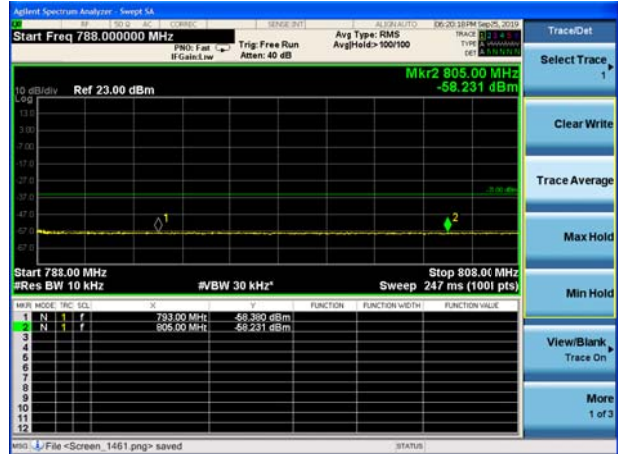 Agilent Spectrum Analyzer - Swept SA
RF 50 Ω AC CORREC SENSE:INT ALIGNAUTO 06:20:18 PM Sep 25, 2019
Start Freq 788.000000 MHz
PNO: Fast
IFGain:Low
Trig: Free Run
Atten: 40 dB
Avg Type: RMS
Avg|Hold:> 100/100
TRACE 1 2 3 4 5 6
TYPE
DET
Mkr2 805.00 MHz
-58.231 dBm
10 dB/div Ref 23.00 dBm
Log
13.0
3.00
-7.00
-17.0
-27.0
-37.0
-47.0
-57.0
-67.0
1
2
Start 788.00 MHz
Stop 808.00 MHz
#Res BW 10 kHz
#VBW 30 kHz*
Sweep 247 ms (1001 pts)
MKR MODE TRC SCL X Y FUNCTION FUNCTION WIDTH FUNCTION VALUE
1 N 1 f 793.00 MHz -58.380 dBm
2 N 1 f 805.00 MHz -58.231 dBm
3
4
5
6
7
8
9
10
11
12
MSG File <Screen_1461.png> saved
STATUS
Trace/Det
Select Trace
1
Clear Write
Trace Average
Max Hold
Min Hold
View/Blank
Trace On
More
1 of 3